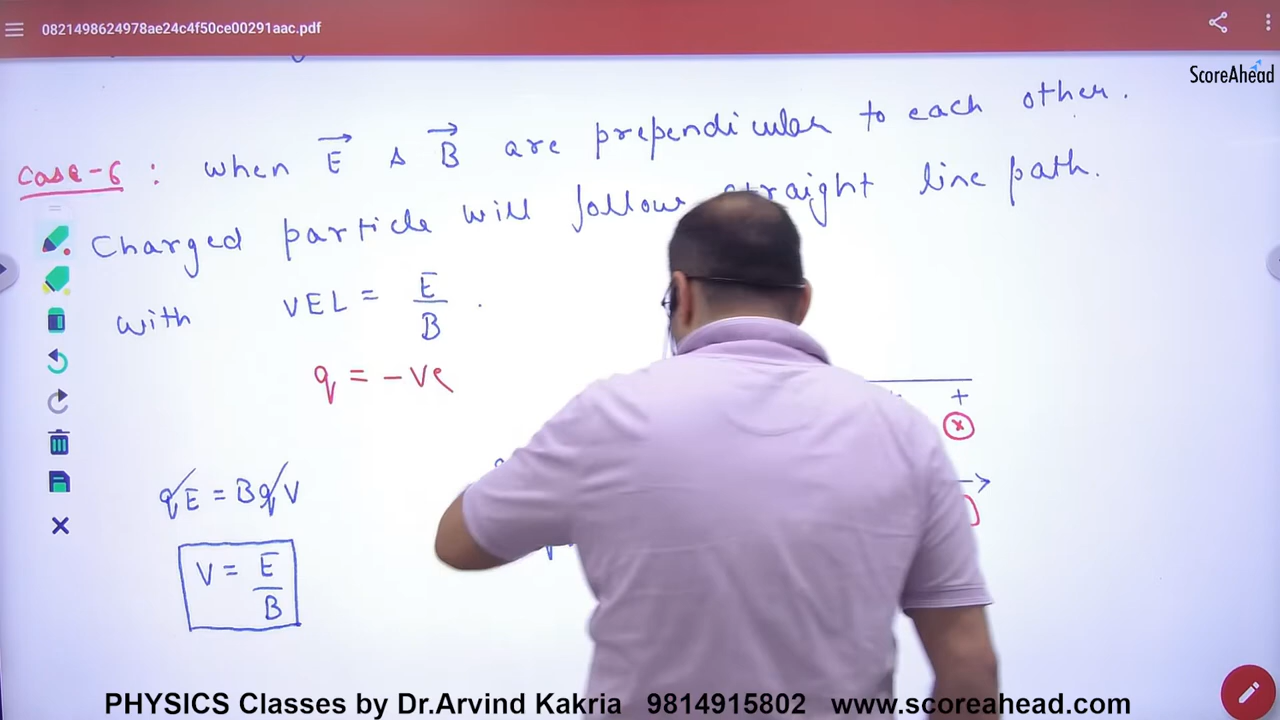 0821498624978ae24c4f50ce00291aac.pdf
ScoreAhead
Case-6 : when E & B are prependicular to each other.
Charged particle will follow straight line path.
with VEL = E/B .
q = -ve
+
x
qE = BqV
V = E/B
PHYSICS Classes by Dr.Arvind Kakria 9814915802 www.scoreahead.com